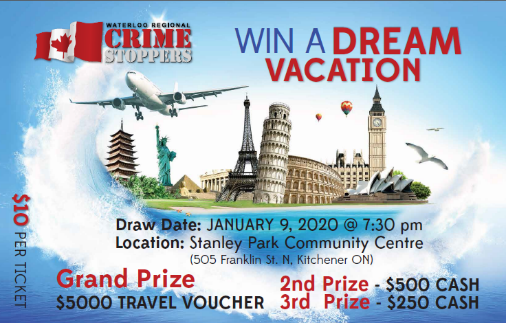 WATERLOO REGIONAL
CRIME
STOPPERS
WIN A DREAM
VACATION
$10 PER TICKET
Draw Date: JANUARY 9, 2020 @ 7:30 pm
Location: Stanley Park Community Centre
(505 Franklin St. N, Kitchener ON)
Grand Prize
$5000 TRAVEL VOUCHER
2nd Prize - $500 CASH
3rd Prize - $250 CASH